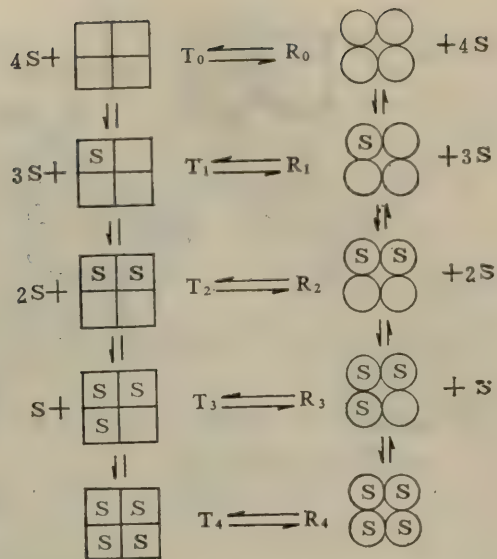 4S+ T₀ R₀ +4S
S
3S+ T₁ R₁ +3S
S S S
2S+ T₂ R₂ +2S
S S S S
S+ T₃ R₃ +S
S S S
S S
T₄ R₄
S S S S
S S S S